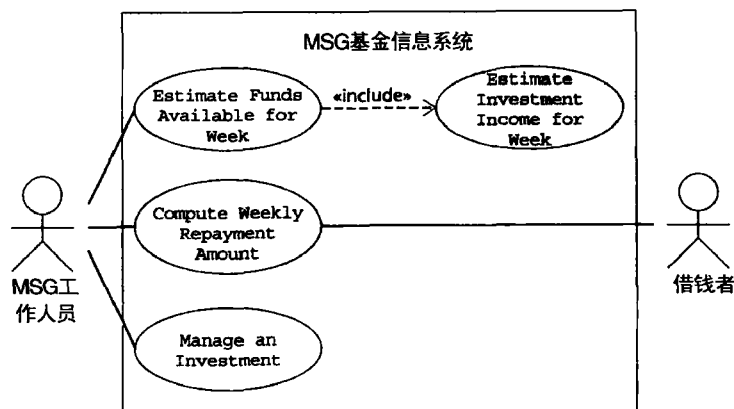 MSG基金信息系统
Estimate Funds
Available for
Week
«include»
Estimate
Investment
Income for
Week
Compute Weekly
Repayment
Amount
MSG工
作人员
借钱者
Manage an
Investment